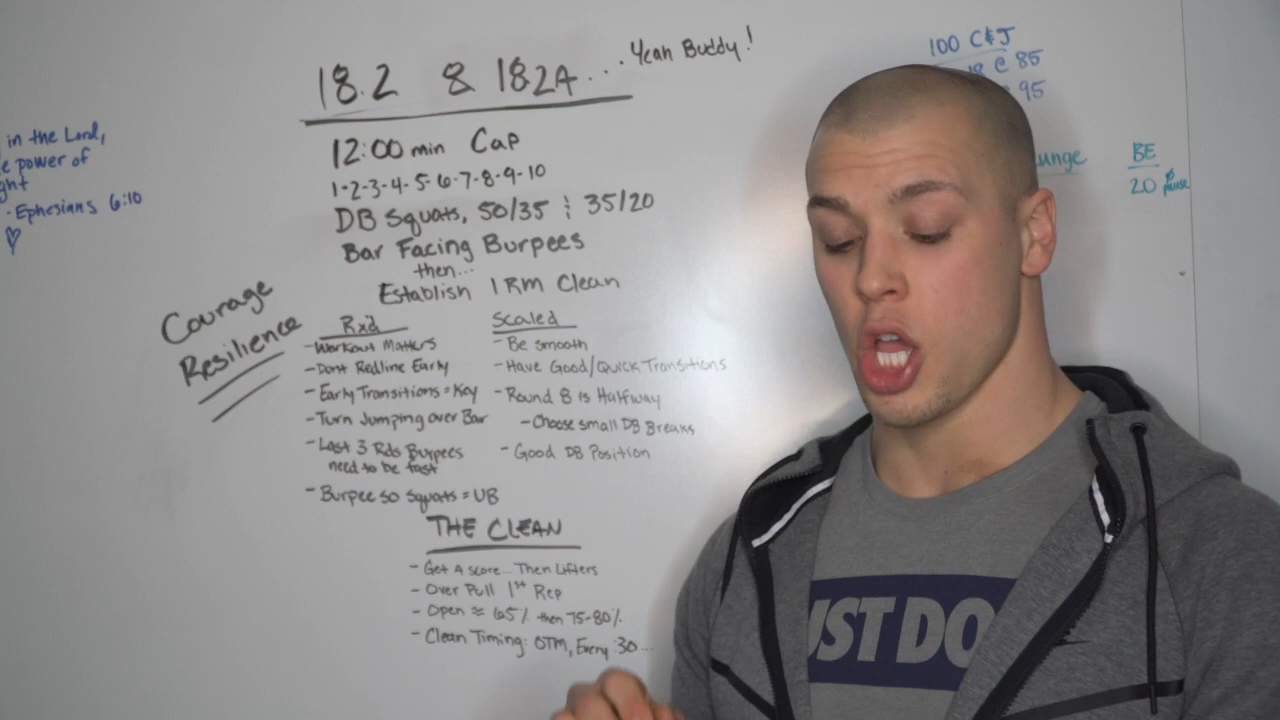 18.2 & 18.2A... Yeah Buddy!
12:00 min Cap
1-2-3-4-5-6-7-8-9-10
DB Squats, 50/35 ¦ 35/20
Bar Facing Burpees
then...
Establish 1RM Clean
Courage
Resilience
Rx'd
-Workout Matters
-Dont Redline Early
-Early Transitions = Key
-Turn Jumping over Bar
-Last 3 Rds Burpees
need to be fast
-Burpee so squats = UB
Scaled
-Be smooth
-Have Good/Quick Transitions
-Round 8 is Halfway
-Choose small DB Breaks
-Good DB Position
THE CLEAN
-Get A score... Then Lifters
-Over Pull 1st Rep
-Open ≈ 65% then 75-80%
-Clean Timing: OTM, Every :30...
in the Lord,
power of
-Ephesians 6:10
100 C&J
18 @ 85
95
BE
20
pause
UST DO